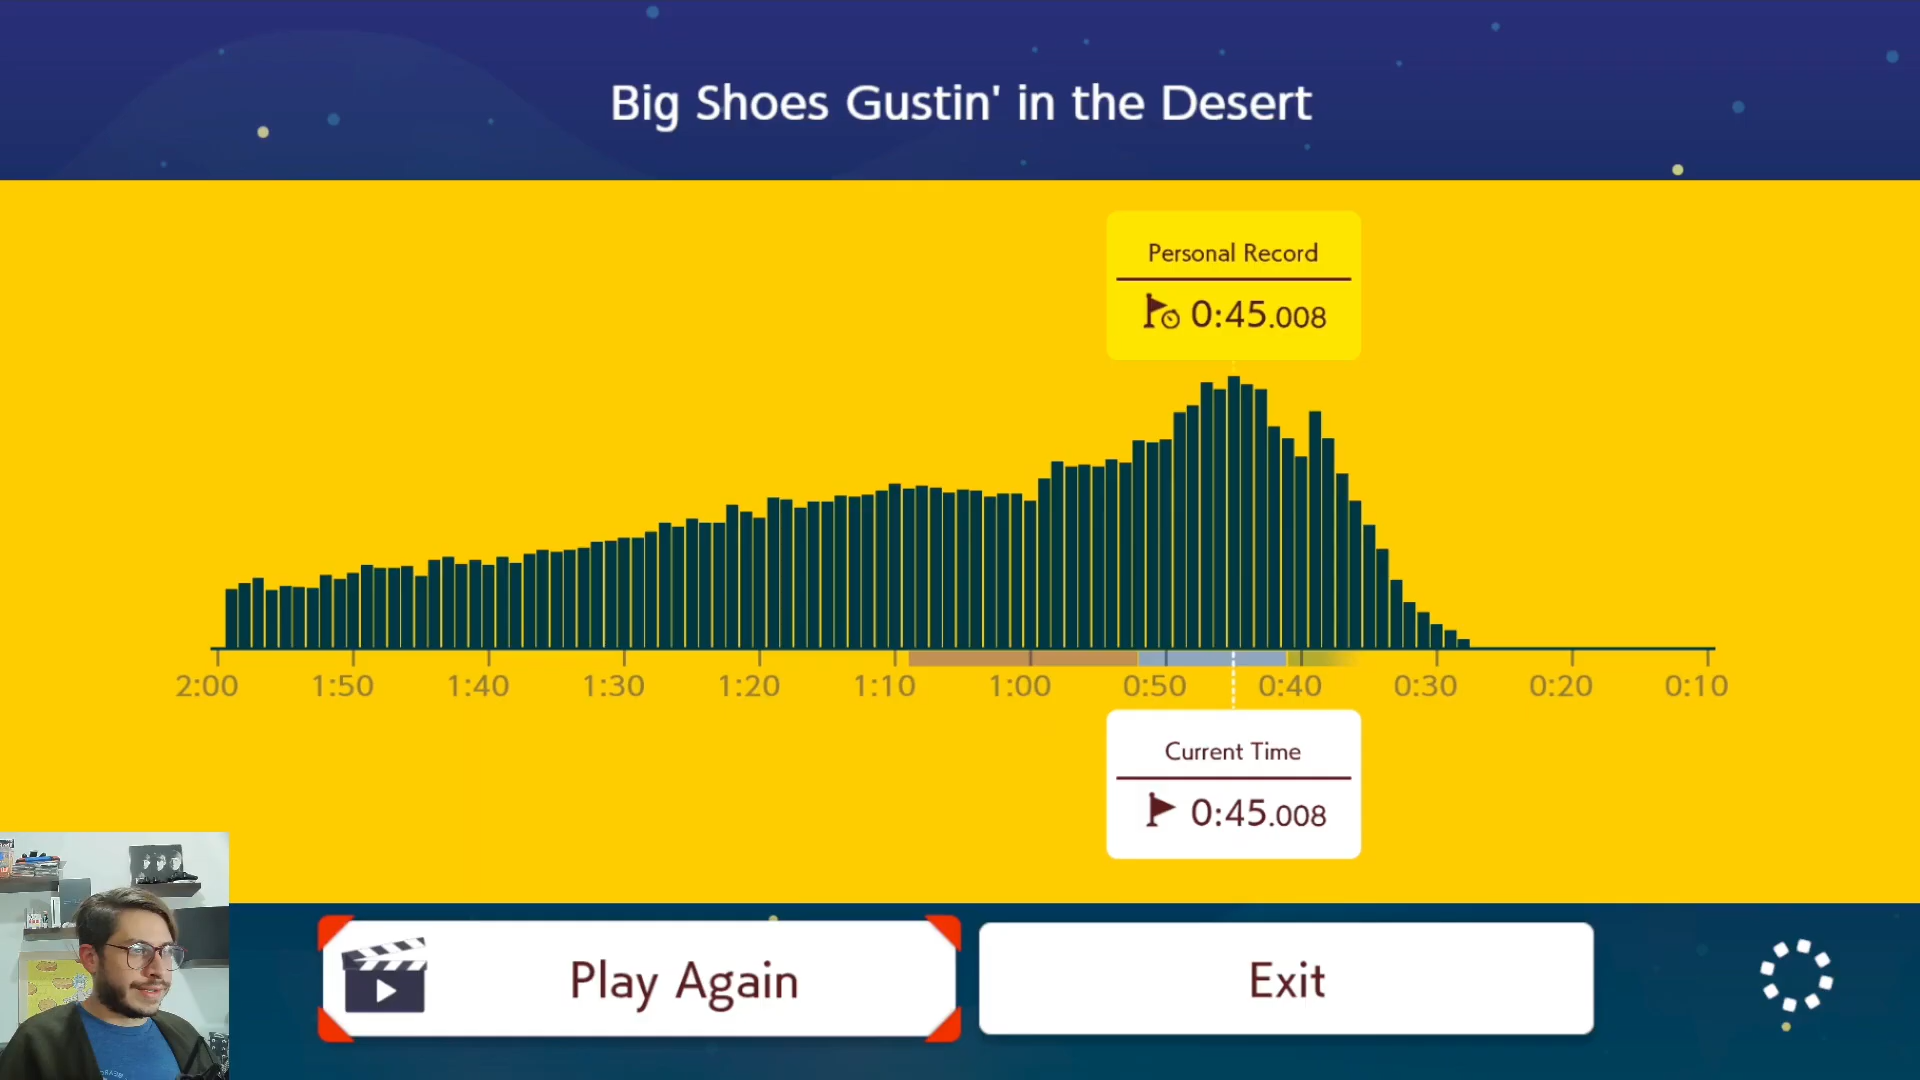 Big Shoes Gustin' in the Desert
Personal Record
0:45.008
2:00 1:50 1:40 1:30 1:20 1:10 1:00 0:50 0:40 0:30 0:20 0:10
Current Time
0:45.008
Play Again
Exit